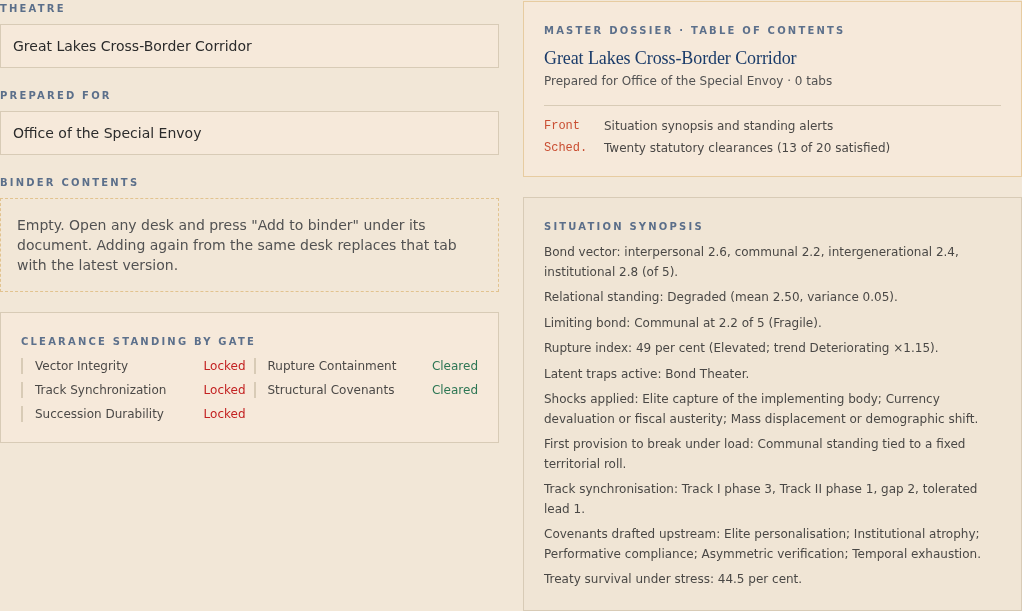 THEATRE
Great Lakes Cross-Border Corridor
PREPARED FOR
Office of the Special Envoy
BINDER CONTENTS
Empty. Open any desk and press "Add to binder" under its
document. Adding again from the same desk replaces that tab
with the latest version.
CLEARANCE STANDING BY GATE
Vector Integrity Locked
Rupture Containment Cleared
Track Synchronization Locked
Structural Covenants Cleared
Succession Durability Locked
MASTER DOSSIER · TABLE OF CONTENTS
Great Lakes Cross-Border Corridor
Prepared for Office of the Special Envoy · 0 tabs
Front Situation synopsis and standing alerts
Sched. Twenty statutory clearances (13 of 20 satisfied)
SITUATION SYNOPSIS
Bond vector: interpersonal 2.6, communal 2.2, intergenerational 2.4,
institutional 2.8 (of 5).
Relational standing: Degraded (mean 2.50, variance 0.05).
Limiting bond: Communal at 2.2 of 5 (Fragile).
Rupture index: 49 per cent (Elevated; trend Deteriorating ×1.15).
Latent traps active: Bond Theater.
Shocks applied: Elite capture of the implementing body; Currency
devaluation or fiscal austerity; Mass displacement or demographic shift.
First provision to break under load: Communal standing tied to a fixed
territorial roll.
Track synchronisation: Track I phase 3, Track II phase 1, gap 2, tolerated
lead 1.
Covenants drafted upstream: Elite personalisation; Institutional atrophy;
Performative compliance; Asymmetric verification; Temporal exhaustion.
Treaty survival under stress: 44.5 per cent.